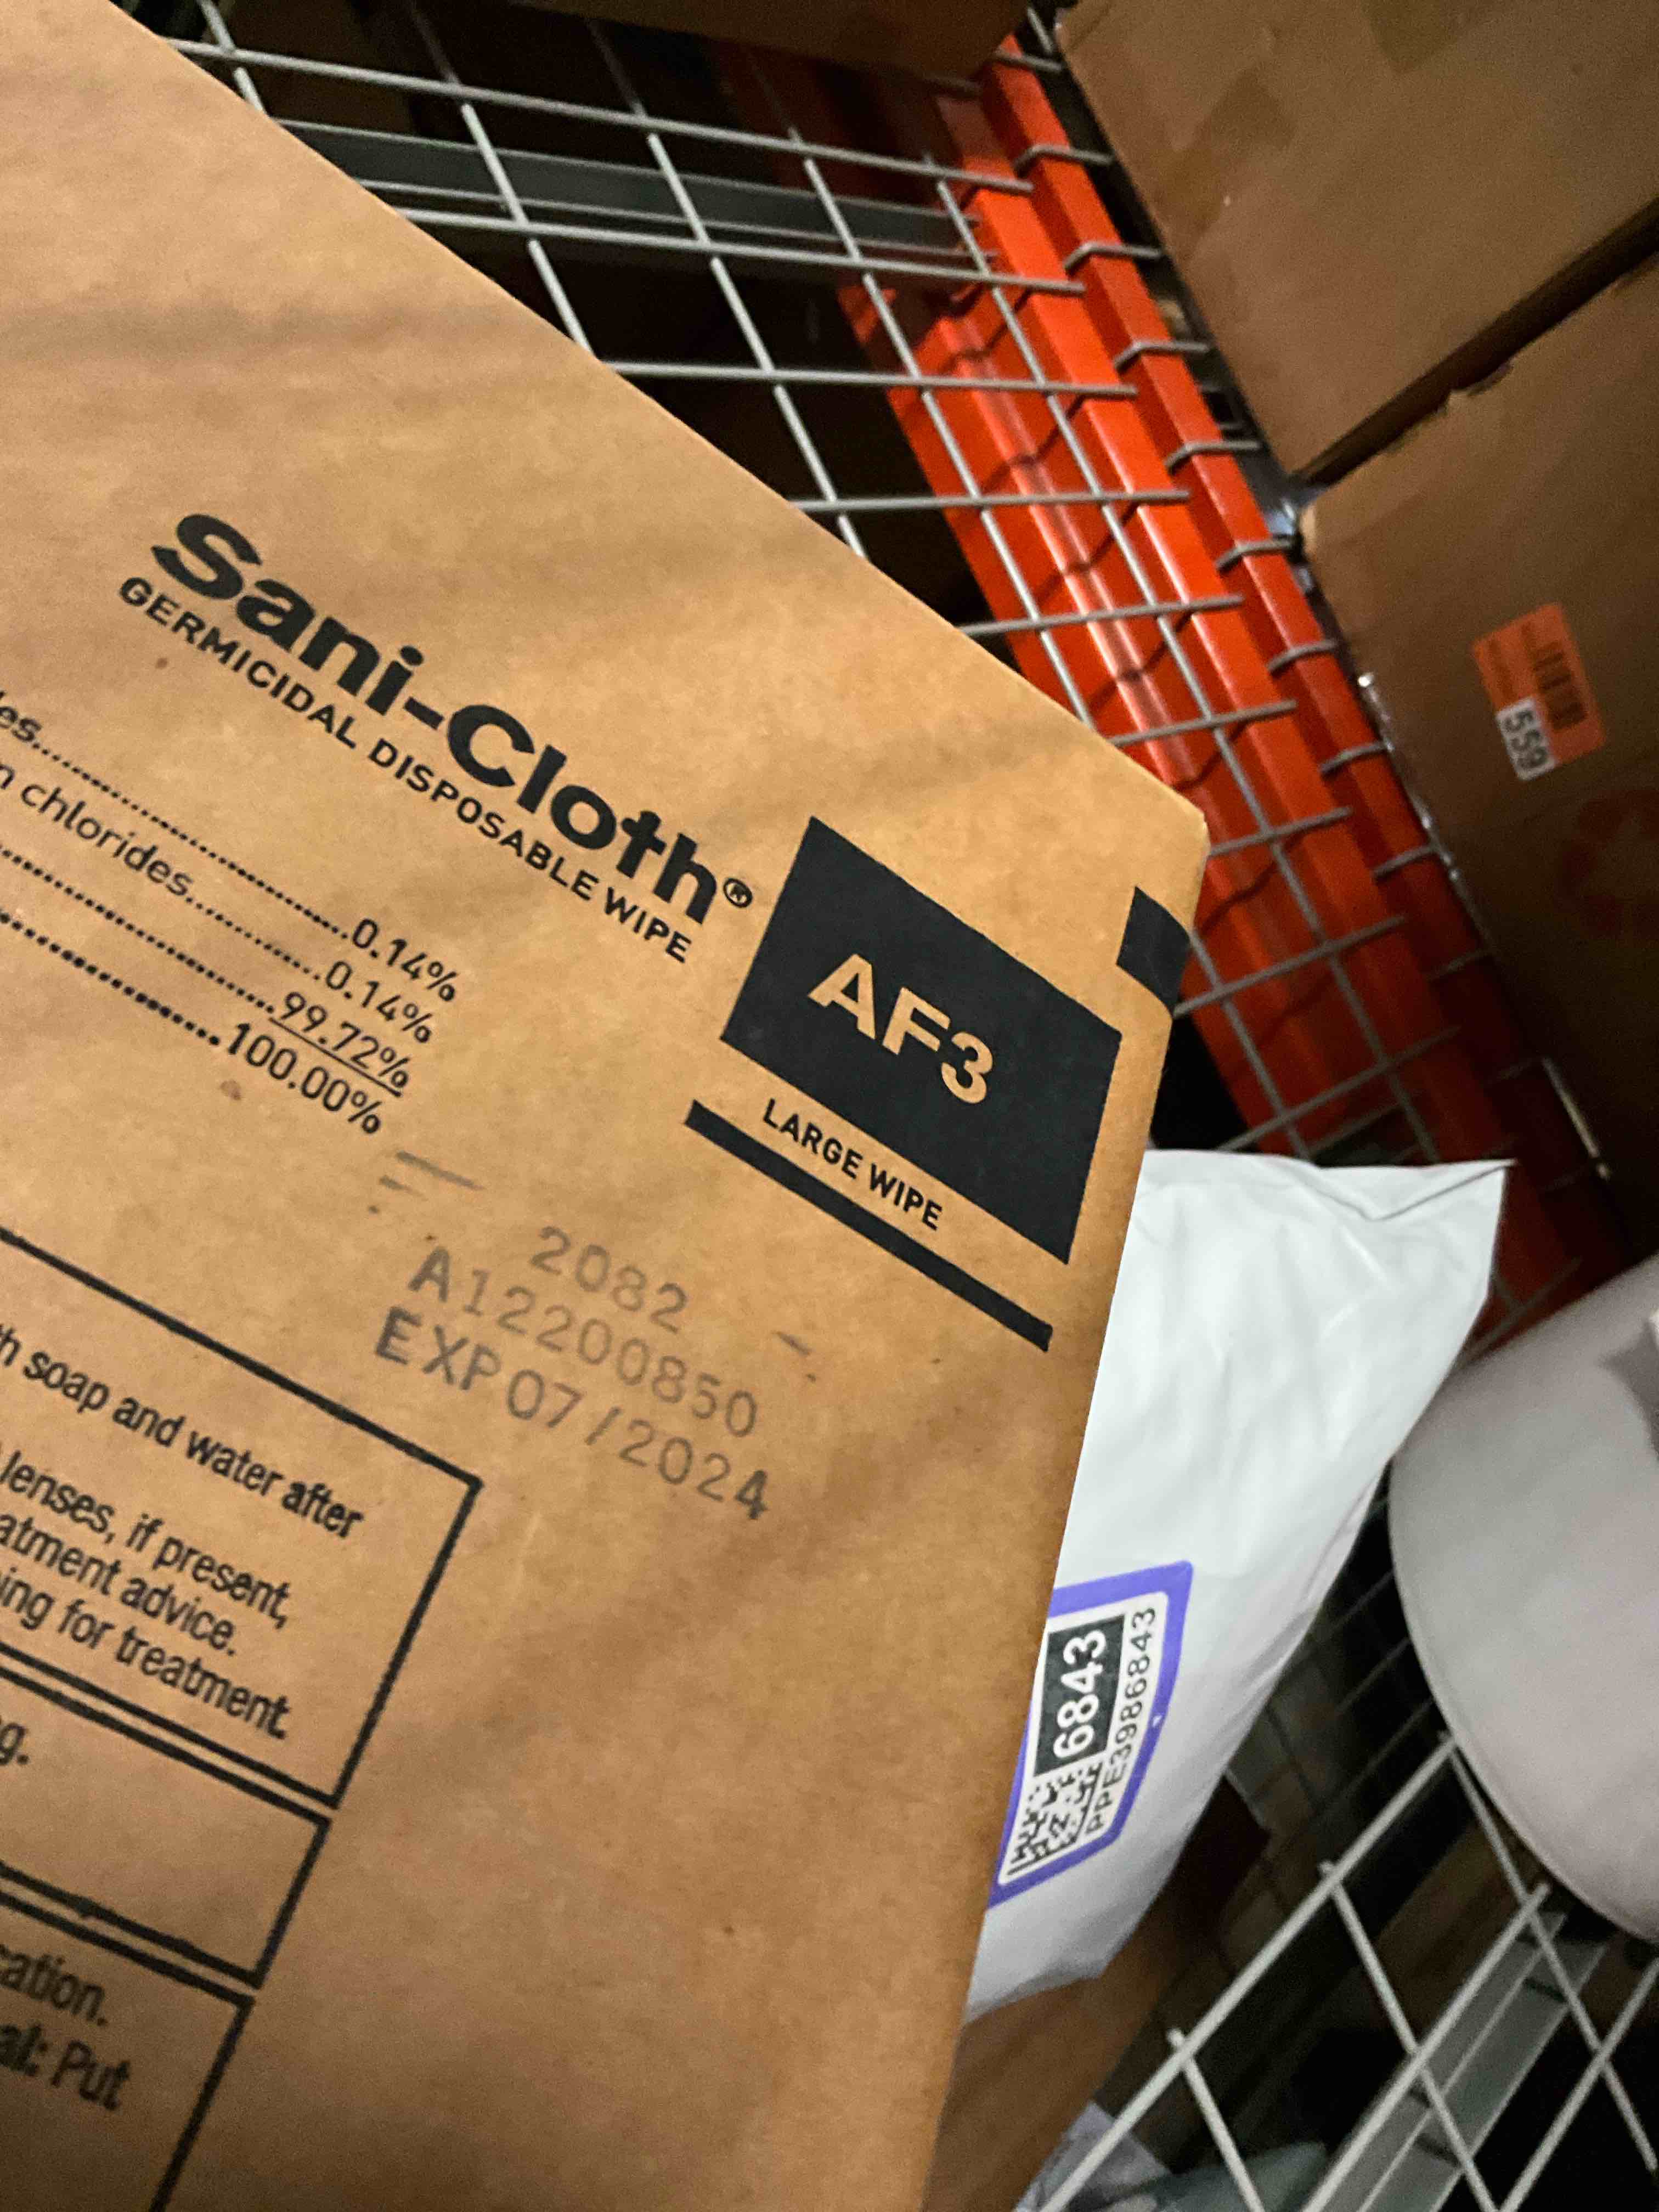 Sani-Cloth®
GERMICIDAL DISPOSABLE WIPE
AF3
LARGE WIPE
es....0.14%
chlorides....0.14%
99.72%
100.00%
2082
A12200850
EXP 07/2024
soap and water after
lenses, if present,
atment advice.
ing for treatment.
g.
cation.
al: Put
6843
PPE3986843
559